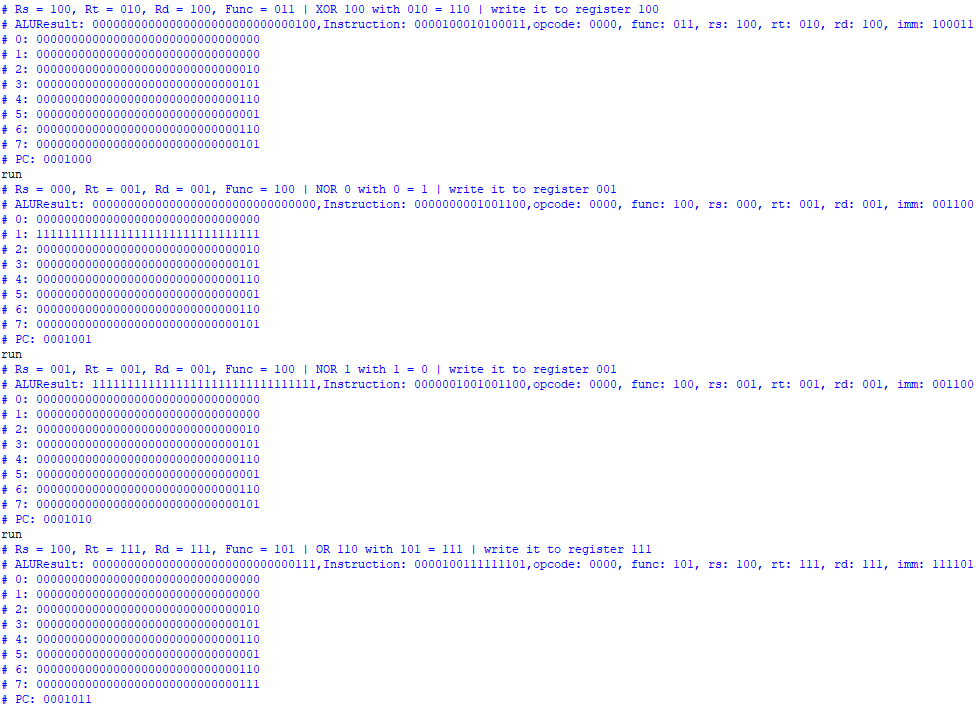 # Rs = 100, Rt = 010, Rd = 100, Func = 011 | XOR 100 with 010 = 110 | write it to register 100
# ALUResult: 00000000000000000000000000000100,Instruction: 0000100010100011,opcode: 0000, func: 011, rs: 100, rt: 010, rd: 100, imm: 100011
# 0: 00000000000000000000000000000000
# 1: 00000000000000000000000000000000
# 2: 00000000000000000000000000000010
# 3: 00000000000000000000000000000101
# 4: 00000000000000000000000000000110
# 5: 00000000000000000000000000000001
# 6: 00000000000000000000000000000110
# 7: 00000000000000000000000000000101
# PC: 0001000
run
# Rs = 000, Rt = 001, Rd = 001, Func = 100 | NOR 0 with 0 = 1 | write it to register 001
# ALUResult: 00000000000000000000000000000000,Instruction: 0000000001001100,opcode: 0000, func: 100, rs: 000, rt: 001, rd: 001, imm: 001100
# 0: 00000000000000000000000000000000
# 1: 11111111111111111111111111111111
# 2: 00000000000000000000000000000010
# 3: 00000000000000000000000000000101
# 4: 00000000000000000000000000000110
# 5: 00000000000000000000000000000001
# 6: 00000000000000000000000000000110
# 7: 00000000000000000000000000000101
# PC: 0001001
run
# Rs = 001, Rt = 001, Rd = 001, Func = 100 | NOR 1 with 1 = 0 | write it to register 001
# ALUResult: 11111111111111111111111111111111,Instruction: 0000001001001100,opcode: 0000, func: 100, rs: 001, rt: 001, rd: 001, imm: 001100
# 0: 00000000000000000000000000000000
# 1: 00000000000000000000000000000000
# 2: 00000000000000000000000000000010
# 3: 00000000000000000000000000000101
# 4: 00000000000000000000000000000110
# 5: 00000000000000000000000000000001
# 6: 00000000000000000000000000000110
# 7: 00000000000000000000000000000101
# PC: 0001010
run
# Rs = 100, Rt = 111, Rd = 111, Func = 101 | OR 110 with 101 = 111 | write it to register 111
# ALUResult: 00000000000000000000000000000111,Instruction: 0000100111111101,opcode: 0000, func: 101, rs: 100, rt: 111, rd: 111, imm: 111101
# 0: 00000000000000000000000000000000
# 1: 00000000000000000000000000000000
# 2: 00000000000000000000000000000010
# 3: 00000000000000000000000000000101
# 4: 00000000000000000000000000000110
# 5: 00000000000000000000000000000001
# 6: 00000000000000000000000000000110
# 7: 00000000000000000000000000000111
# PC: 0001011